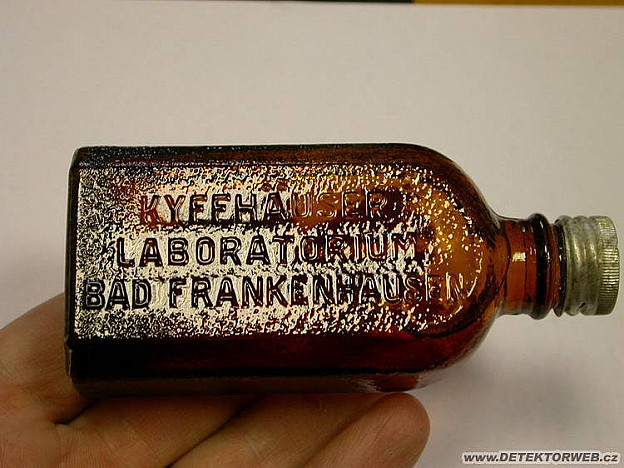 KYFFHÄUSER
LABORATORIUM
BAD FRANKENHAUSEN
www.DETEKTORWEB.cz